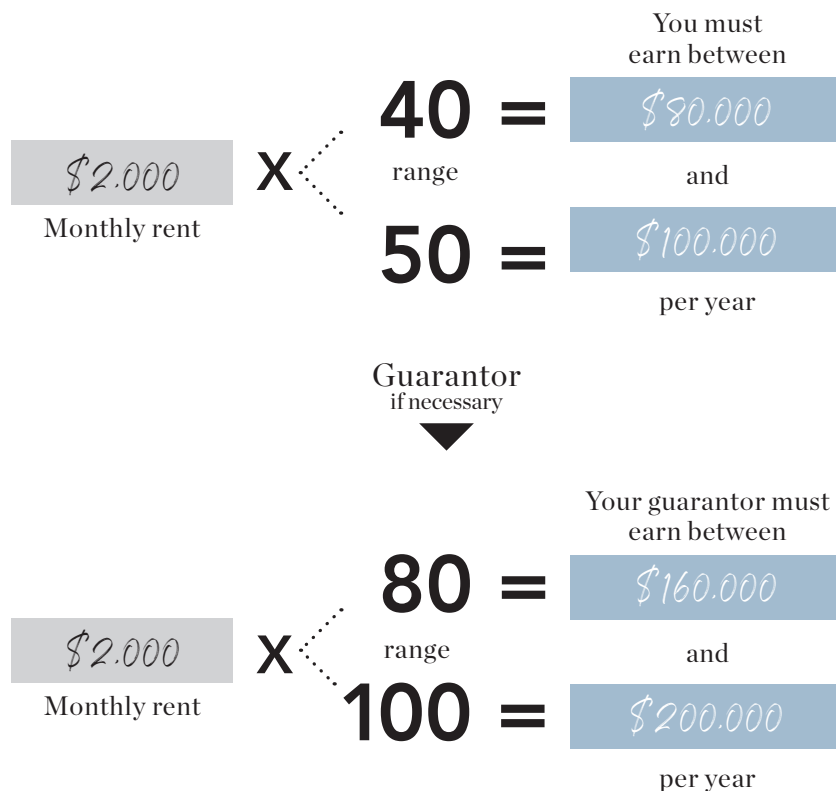 You must
earn between
40 = $80.000
$2.000 x range and
Monthly rent
50 = $100.000
per year
Guarantor
if necessary
Your guarantor must
earn between
80 = $160.000
$2.000 x range and
Monthly rent
100 = $200.000
per year